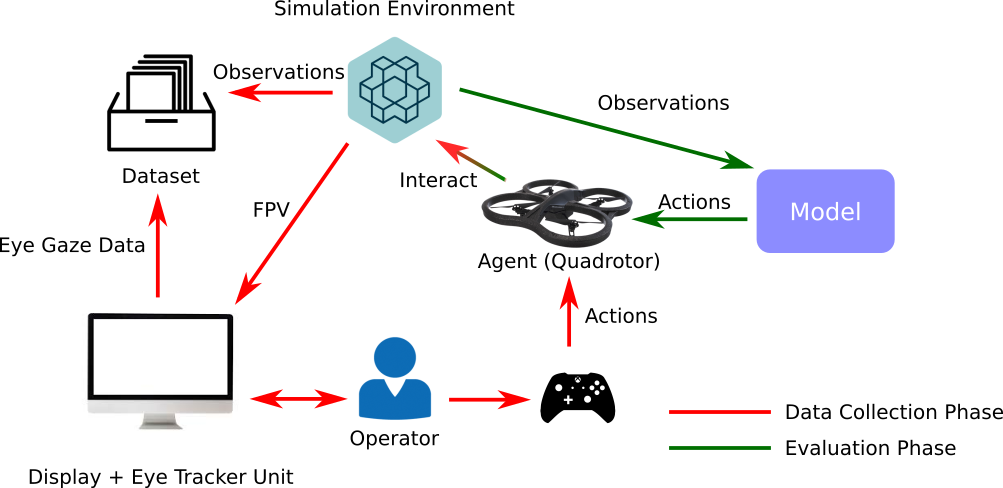 Simulation Environment
Observations
Observations
Dataset
Interact
Actions
Model
FPV
Eye Gaze Data
Agent (Quadrotor)
Actions
Operator
Data Collection Phase
Evaluation Phase
Display + Eye Tracker Unit